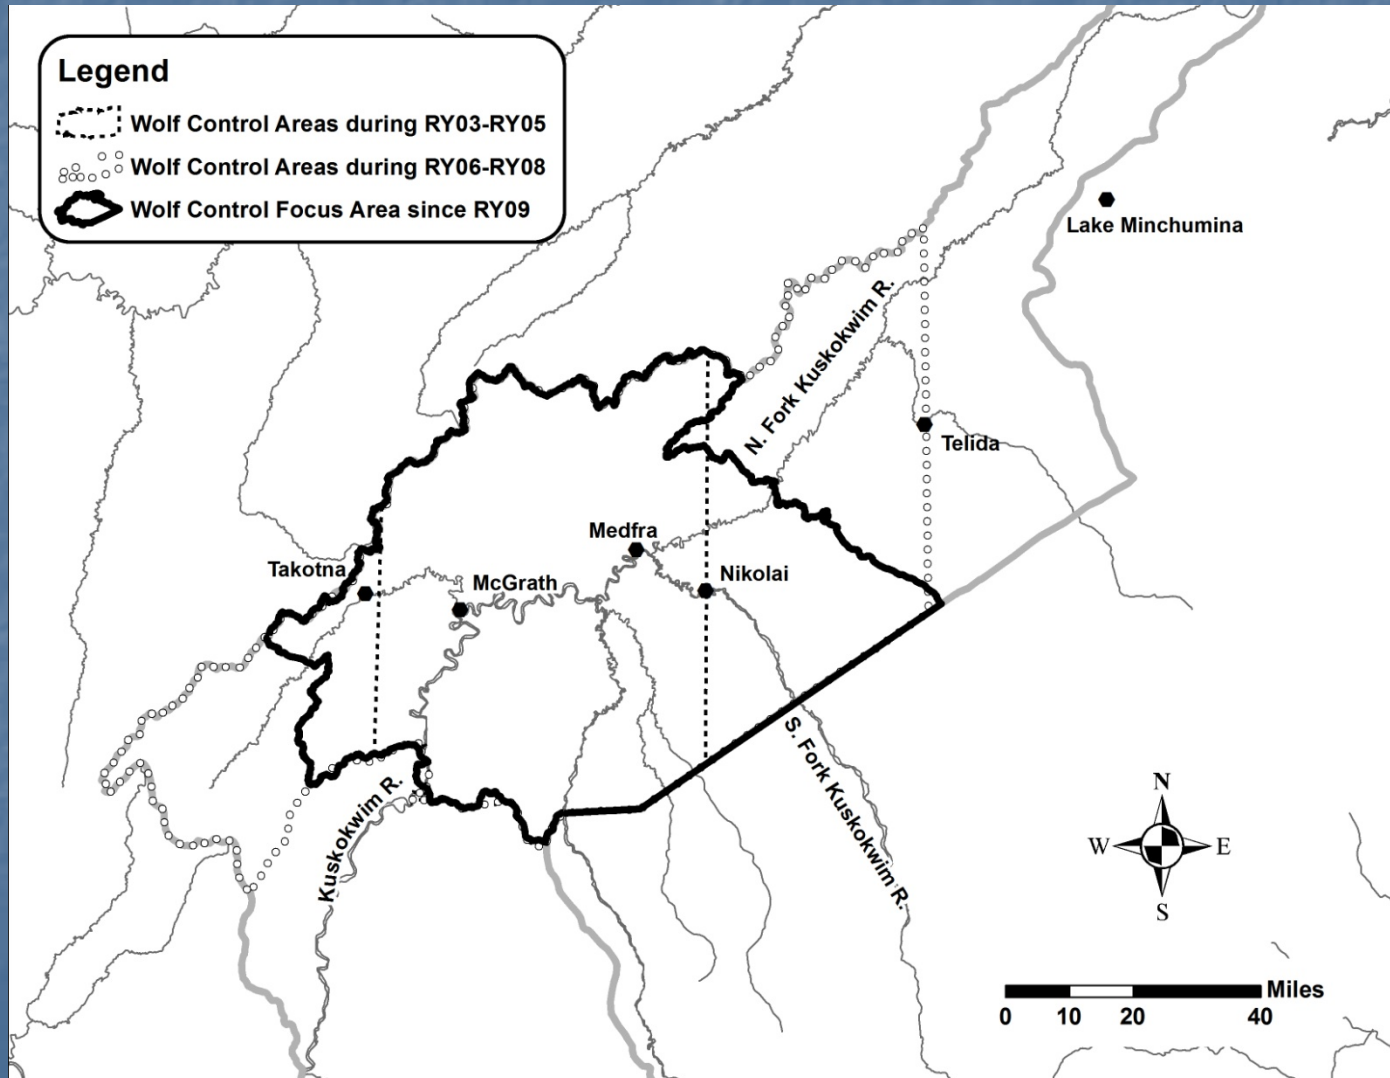 Legend
Wolf Control Areas during RY03-RY05
Wolf Control Areas during RY06-RY08
Wolf Control Focus Area since RY09
Lake Minchumina
N. Fork Kuskokwim R.
Telida
Medfra
Takotna
McGrath
Nikolai
Kuskokwim R.
S. Fork Kuskokwim R.
N
W E
S
Miles
0 10 20 40